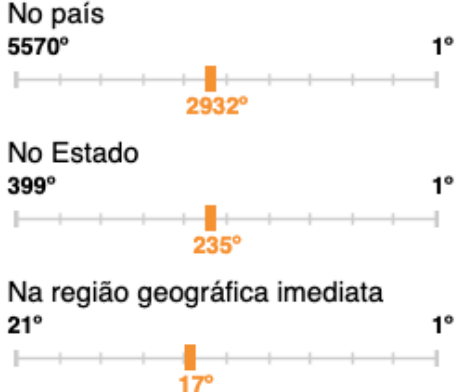 No país
5570º 1º
2932º
No Estado
399º 1º
235º
Na região geográfica imediata
21º 1º
17º